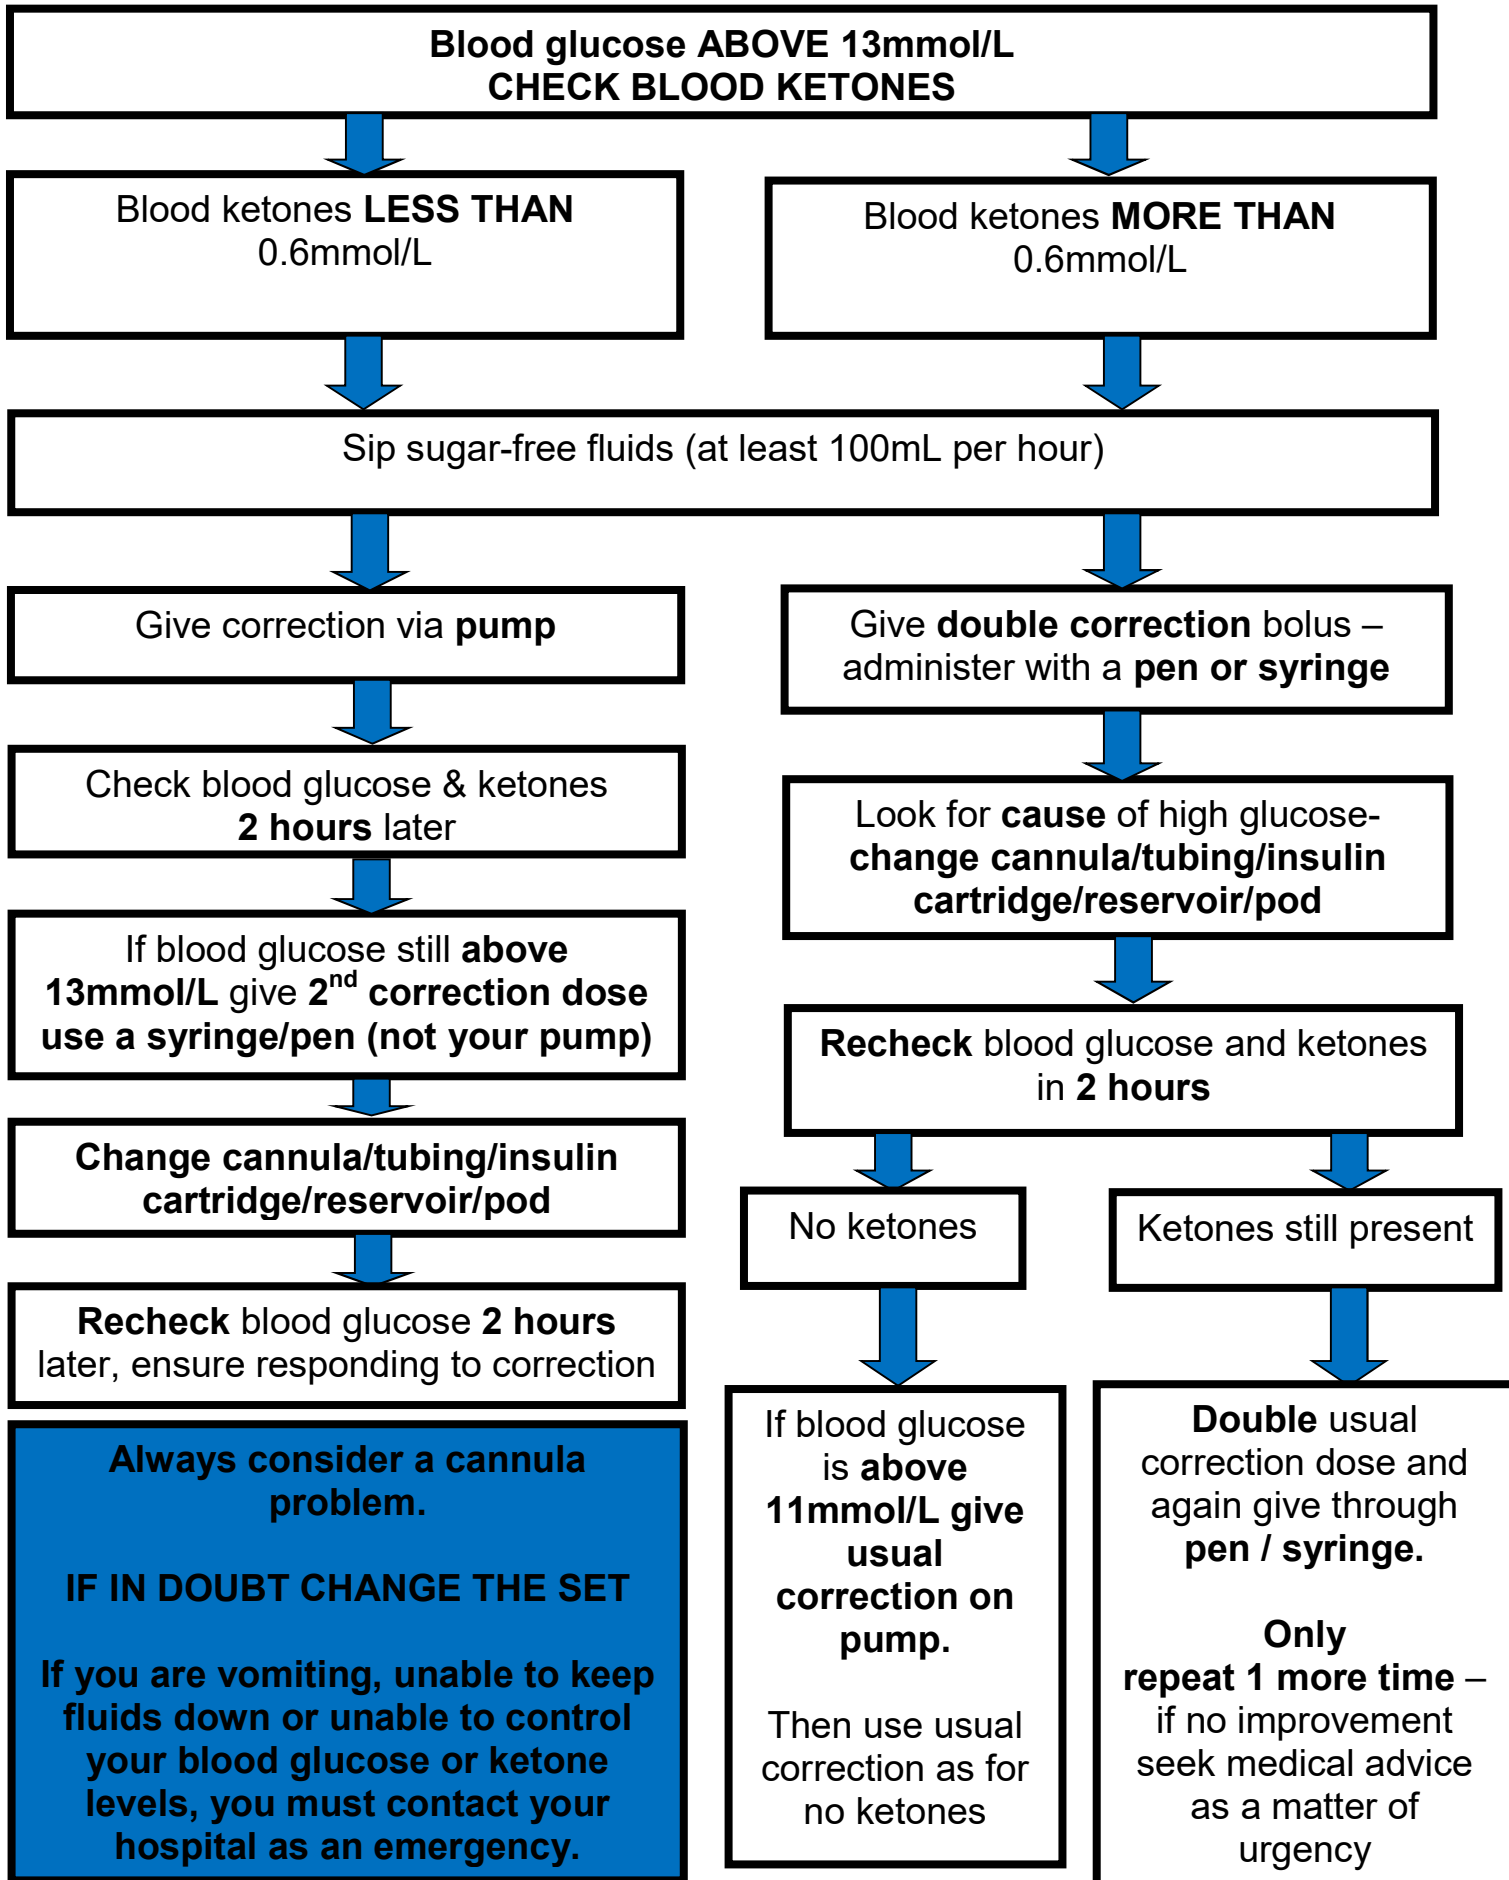 Blood glucose ABOVE 13mmol/L
CHECK BLOOD KETONES
Blood ketones LESS THAN
0.6mmol/L
Blood ketones MORE THAN
0.6mmol/L
Sip sugar-free fluids (at least 100mL per hour)
Give correction via pump
Check blood glucose & ketones
2 hours later
If blood glucose still above
13mmol/L give 2nd correction dose
use a syringe/pen (not your pump)
Change cannula/tubing/insulin
cartridge/reservoir/pod
Recheck blood glucose 2 hours
later, ensure responding to correction
Always consider a cannula
problem.
IF IN DOUBT CHANGE THE SET
If you are vomiting, unable to keep
fluids down or unable to control
your blood glucose or ketone
levels, you must contact your
hospital as an emergency.
Give double correction bolus –
administer with a pen or syringe
Look for cause of high glucose-
change cannula/tubing/insulin
cartridge/reservoir/pod
Recheck blood glucose and ketones
in 2 hours
No ketones
If blood glucose
is above
11mmol/L give
usual
correction on
pump.
Then use usual
correction as for
no ketones
Ketones still present
Double usual
correction dose and
again give through
pen / syringe.
Only
repeat 1 more time –
if no improvement
seek medical advice
as a matter of
urgency